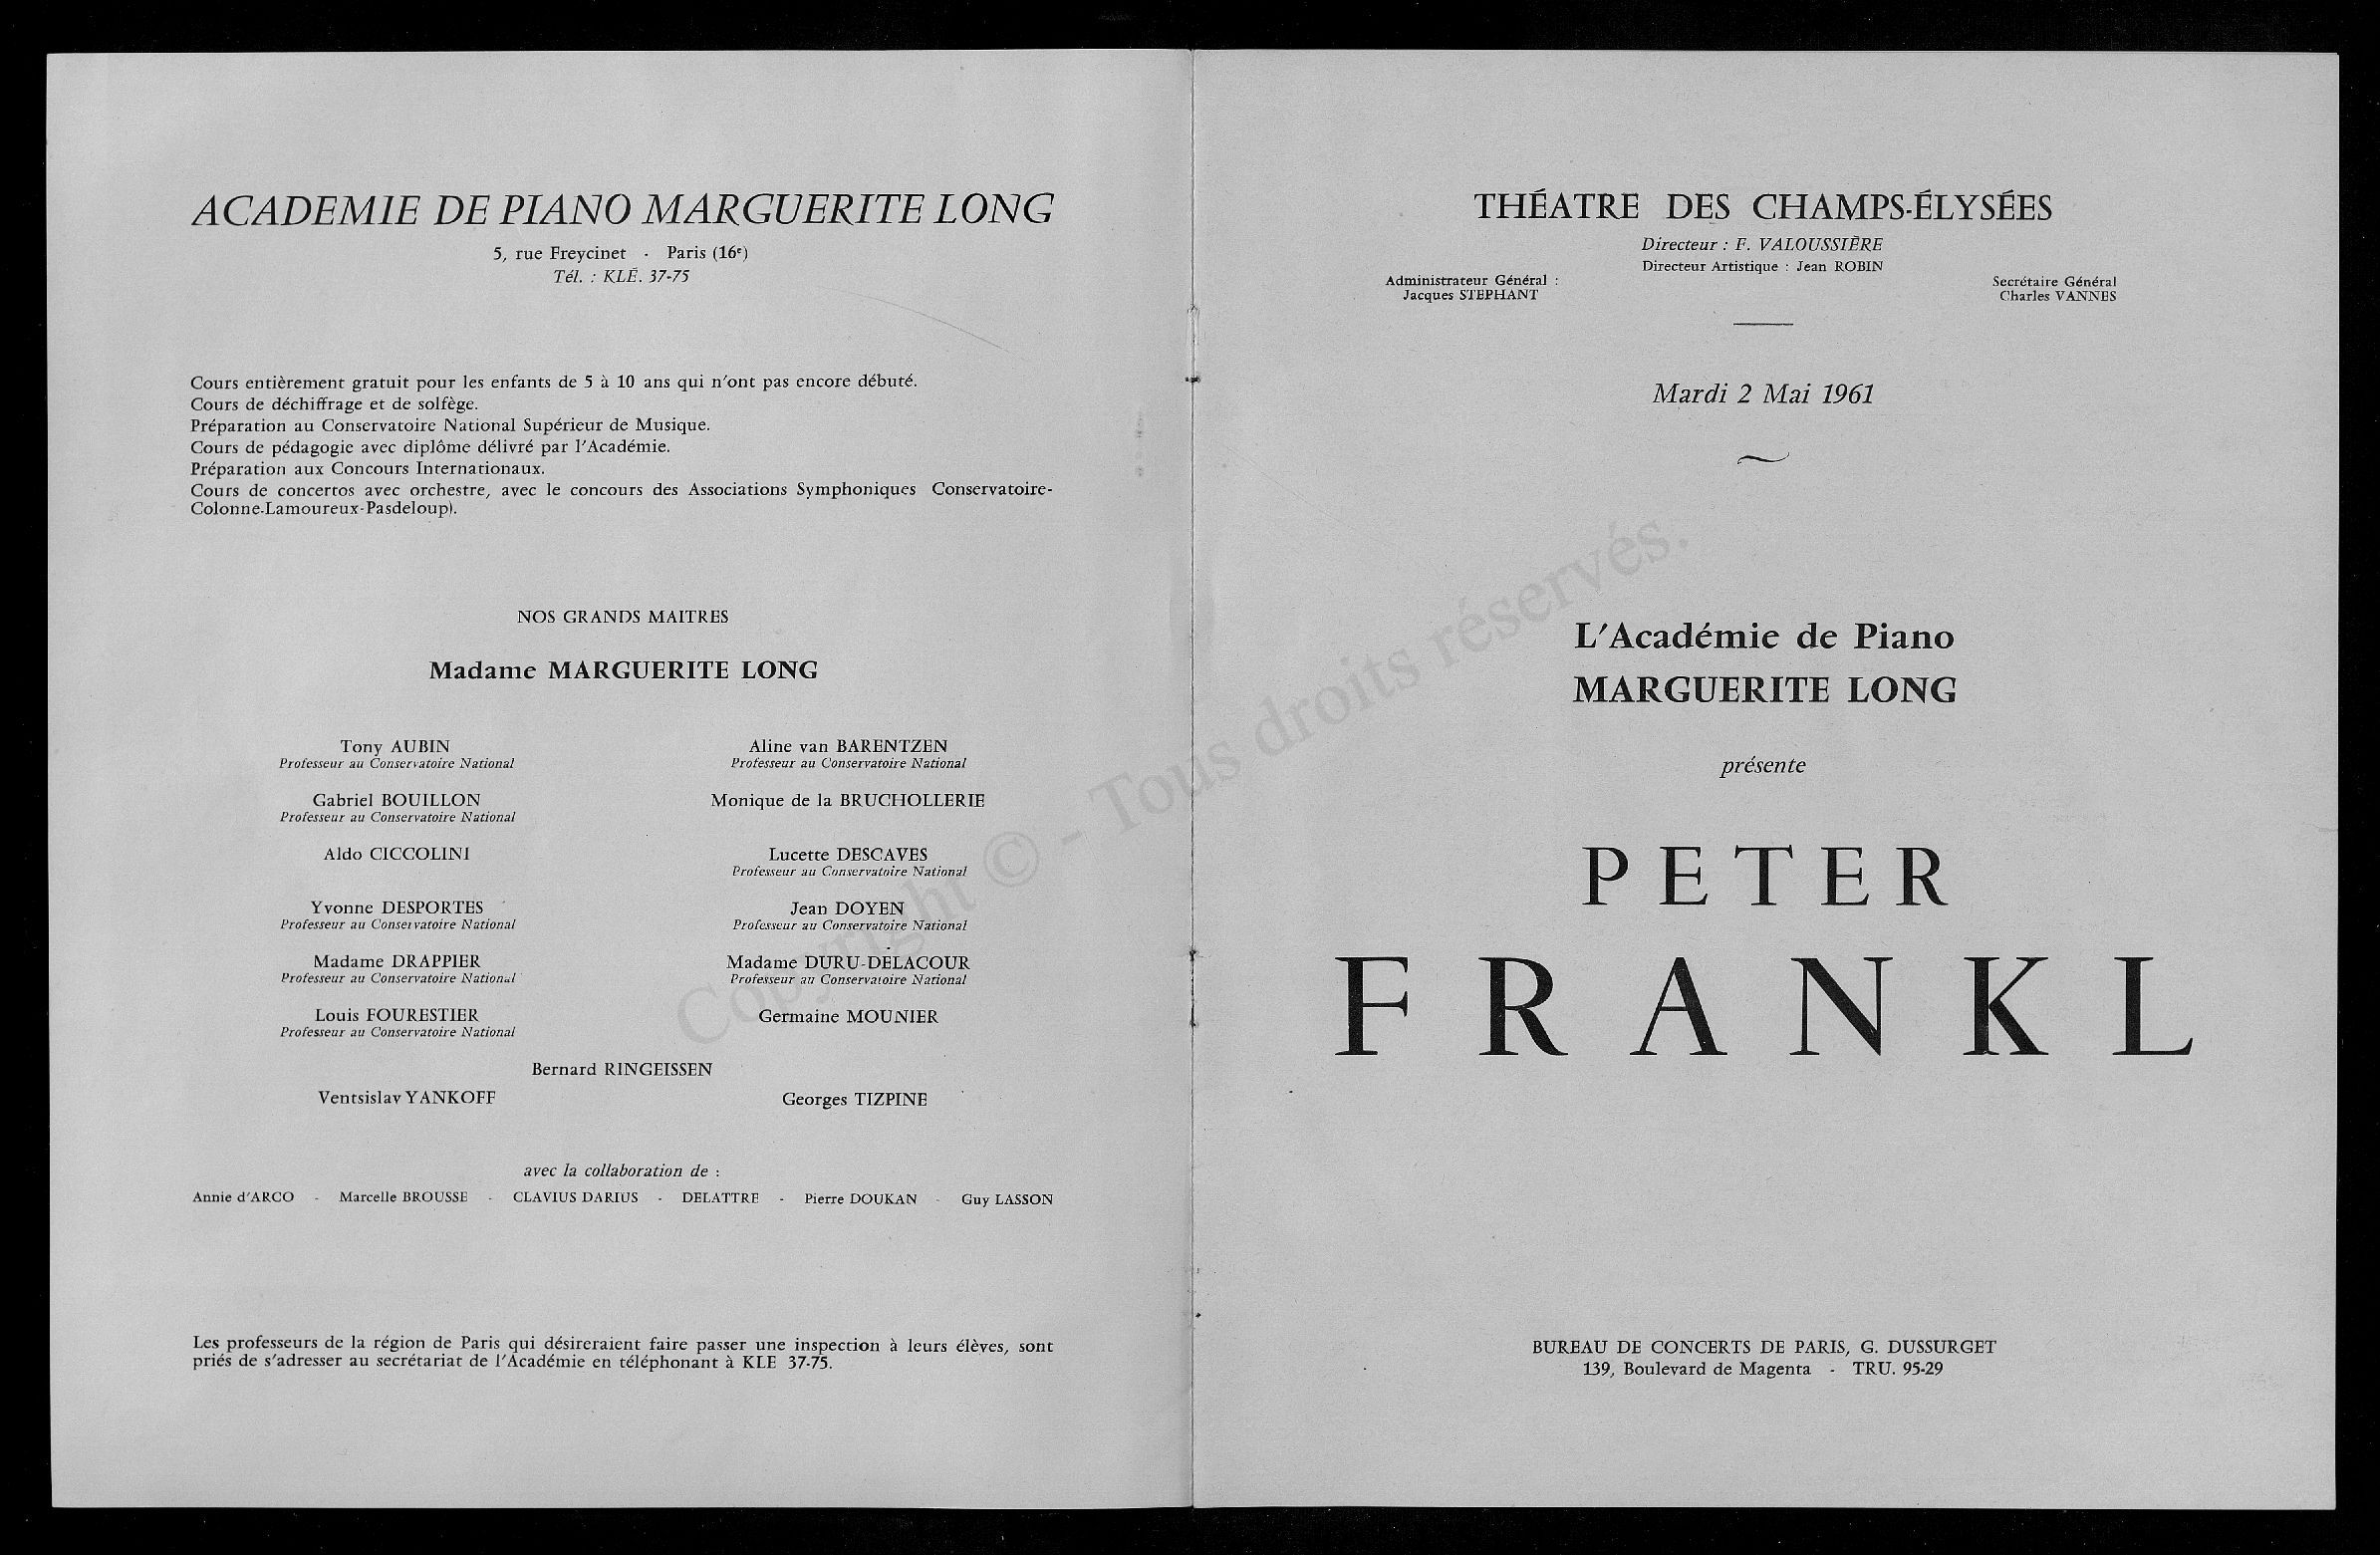 ACADEMIE DE PIANO MARGUERITE LONG
5, rue Freycinet - Paris (16e)
Tél. : KLÉ. 37-75
Cours entièrement gratuit pour les enfants de 5 à 10 ans qui n'ont pas encore débuté.
Cours de déchiffrage et de solfège.
Préparation au Conservatoire National Supérieur de Musique.
Cours de pédagogie avec diplôme délivré par l'Académie.
Préparation aux Concours Internationaux.
Cours de concertos avec orchestre, avec le concours des Associations Symphoniques Conservatoire-
Colonne-Lamoureux-Pasdeloup).
NOS GRANDS MAITRES
Madame MARGUERITE LONG
Tony AUBIN
Professeur au Conservatoire National
Aline van BARENTZEN
Professeur au Conservatoire National
Gabriel BOUILLON
Professeur au Conservatoire National
Monique de la BRUCHOLLERIE
Aldo CICCOLINI
Lucette DESCAVES
Professeur au Conservatoire National
Yvonne DESPORTES
Professeur au Conservatoire National
Jean DOYEN
Professeur au Conservatoire National
Madame DRAPPIER
Professeur au Conservatoire National
Madame DURU-DELACOUR
Professeur au Conservatoire National
Louis FOURESTIER
Professeur au Conservatoire National
Germaine MOUNIER
Bernard RINGEISSEN
Ventsislav YANKOFF
Georges TIZPINE
avec la collaboration de :
Annie d'ARCO - Marcelle BROUSSE - CLAVIUS DARIUS - DELATTRE - Pierre DOUKAN - Guy LASSON
Les professeurs de la région de Paris qui désireraient faire passer une inspection à leurs élèves, sont
priés de s'adresser au secrétariat de l'Académie en téléphonant à KLE 37-75.
THÉATRE DES CHAMPS-ÉLYSÉES
Directeur : F. VALOUSSIÈRE
Directeur Artistique : Jean ROBIN
Administrateur Général :
Jacques STEPHANT
Secrétaire Général
Charles VANNES
Mardi 2 Mai 1961
L'Académie de Piano
MARGUERITE LONG
présente
PETER
FRANKL
BUREAU DE CONCERTS DE PARIS, G. DUSSURGET
139, Boulevard de Magenta - TRU. 95-29
Copyright © - Tous droits réservés.